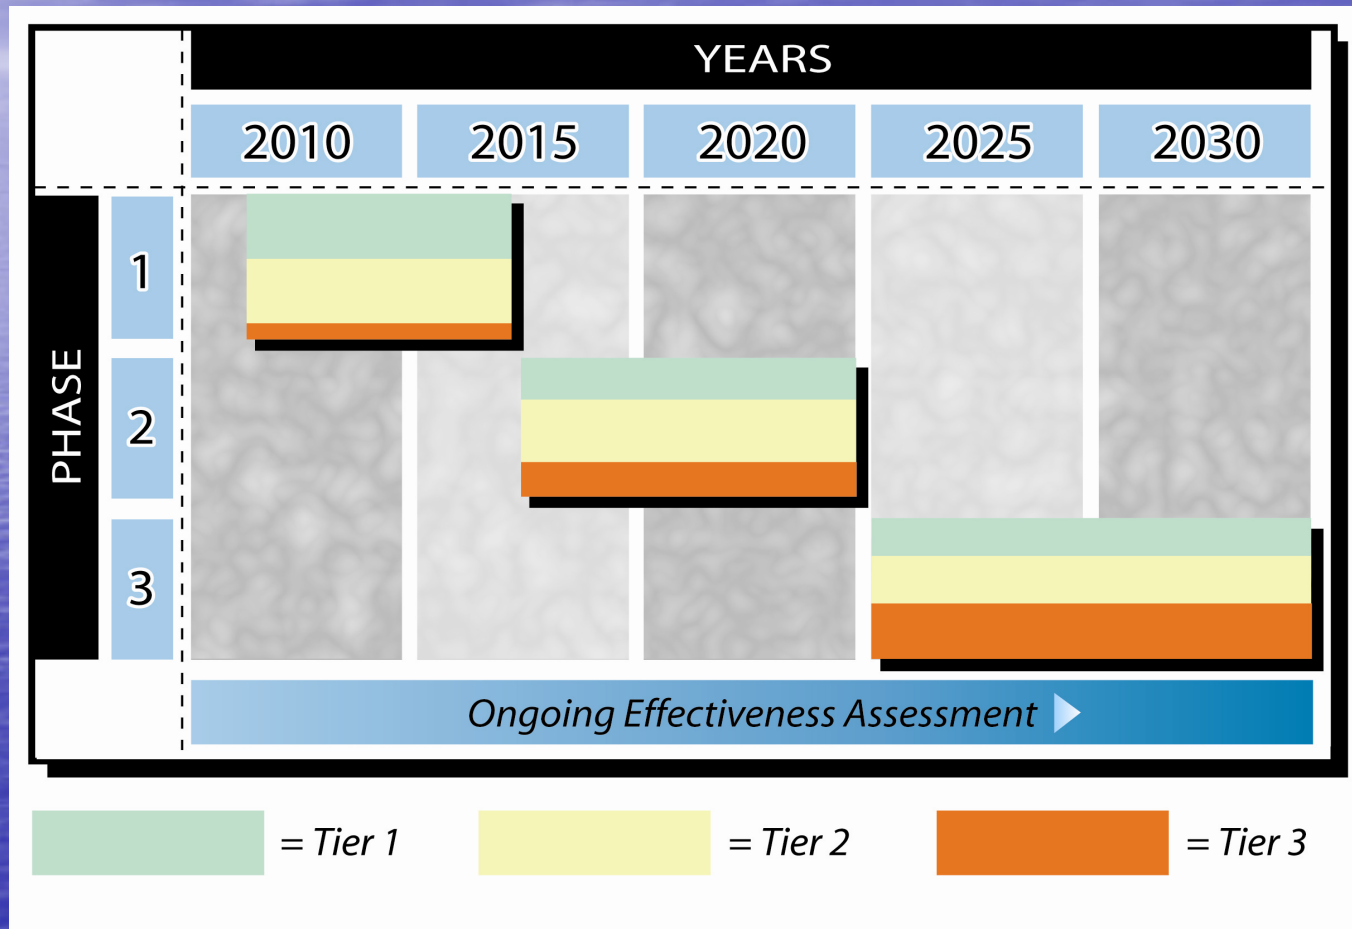 YEARS
2010 2015 2020 2025 2030
PHASE
1
2
3
Ongoing Effectiveness Assessment
= Tier 1 = Tier 2 = Tier 3